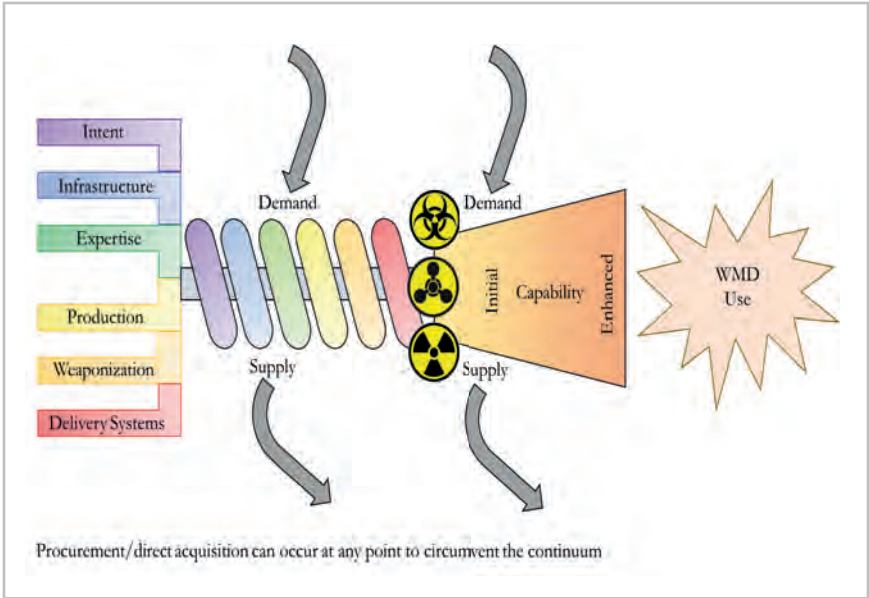 Intent
Infrastructure
Expertise
Production
Weaponization
Delivery Systems
Demand
Supply
Demand
Supply
Initial
Capability
Enhanced
WMD
Use
Procurement/direct acquisition can occur at any point to circumvent the continuum